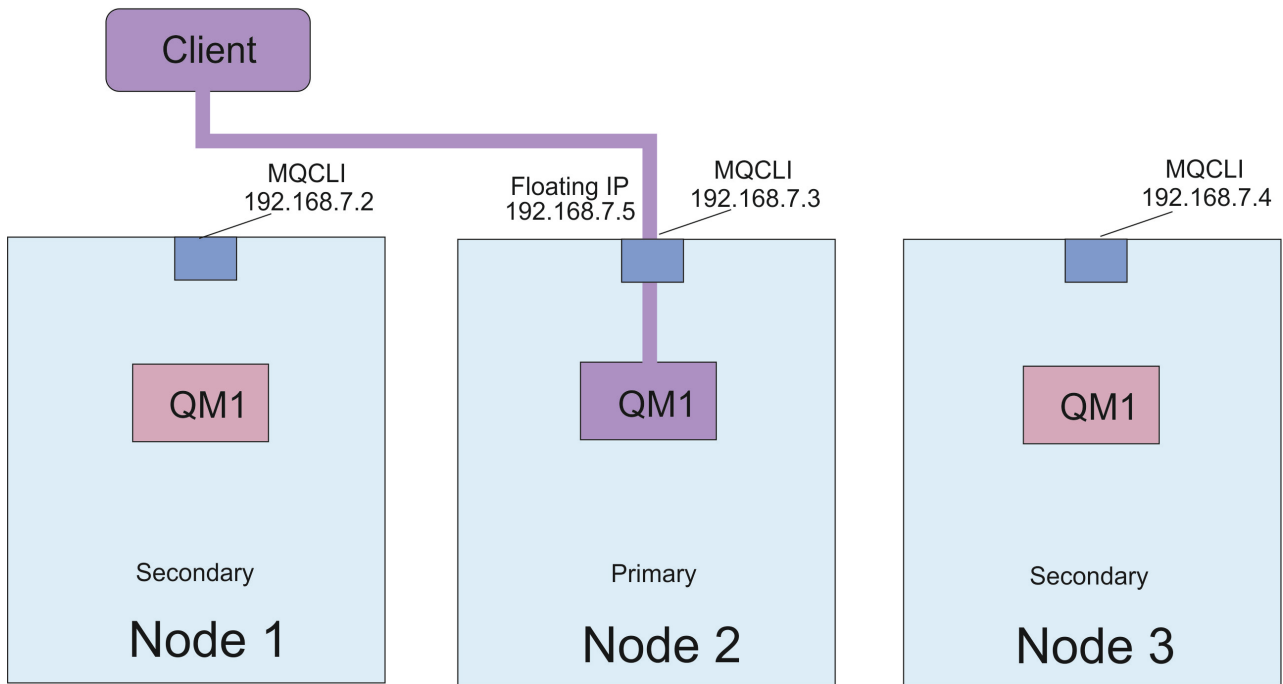 Client
MQCLI
192.168.7.2
Floating IP
192.168.7.5
MQCLI
192.168.7.3
MQCLI
192.168.7.4
QM1
QM1
QM1
Secondary
Primary
Secondary
Node 1
Node 2
Node 3